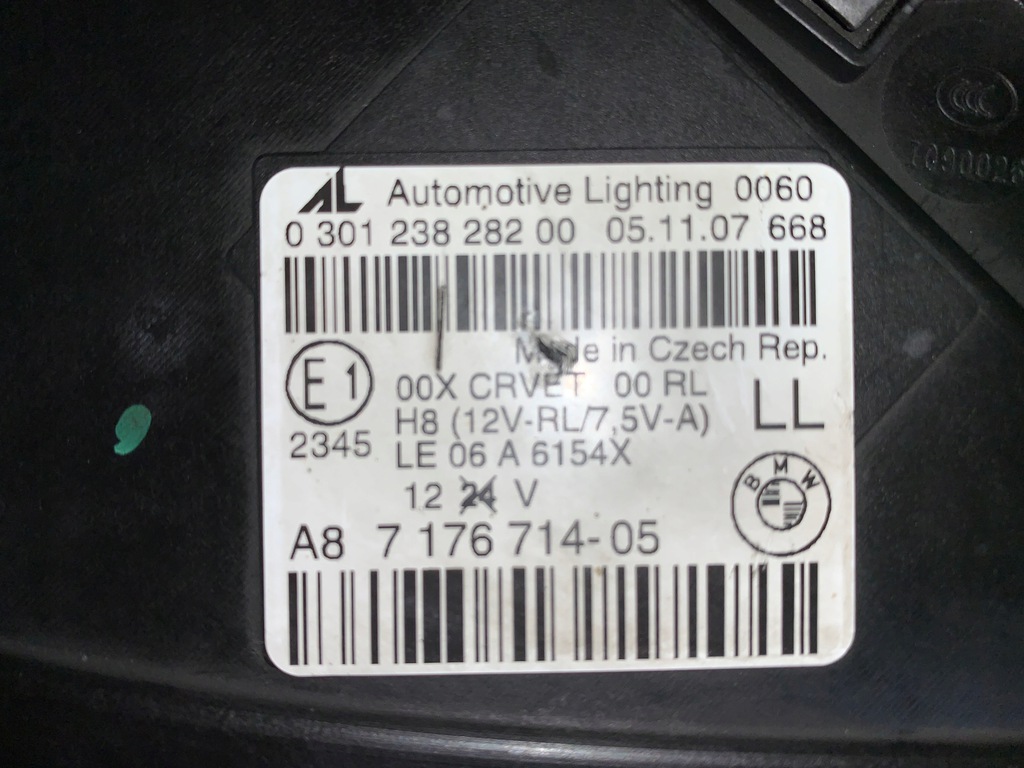 AL Automotive Lighting 0060
0 301 238 282 00 05.11.07 668
Made in Czech Rep.
E1
00X CRVET 00 RL
LL
H8 (12V-RL/7,5V-A)
2345
LE 06 A 6154X
BMW
12 24 V
A8 7 176 714-05
CCC